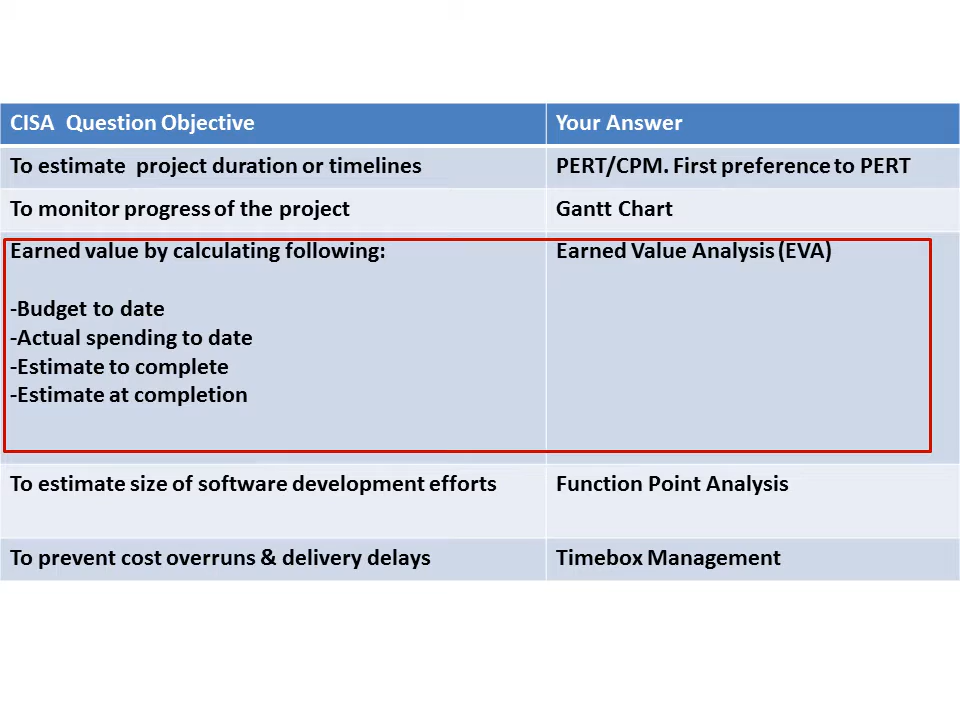 CISA  Question Objective
Your Answer
To estimate  project duration or timelines
PERT/CPM. First preference to PERT
To monitor progress of the project
Gantt Chart
Earned value by calculating following:
Earned Value Analysis (EVA)
-Budget to date
-Actual spending to date
-Estimate to complete
-Estimate at completion
To estimate size of software development efforts
Function Point Analysis
To prevent cost overruns & delivery delays
Timebox Management